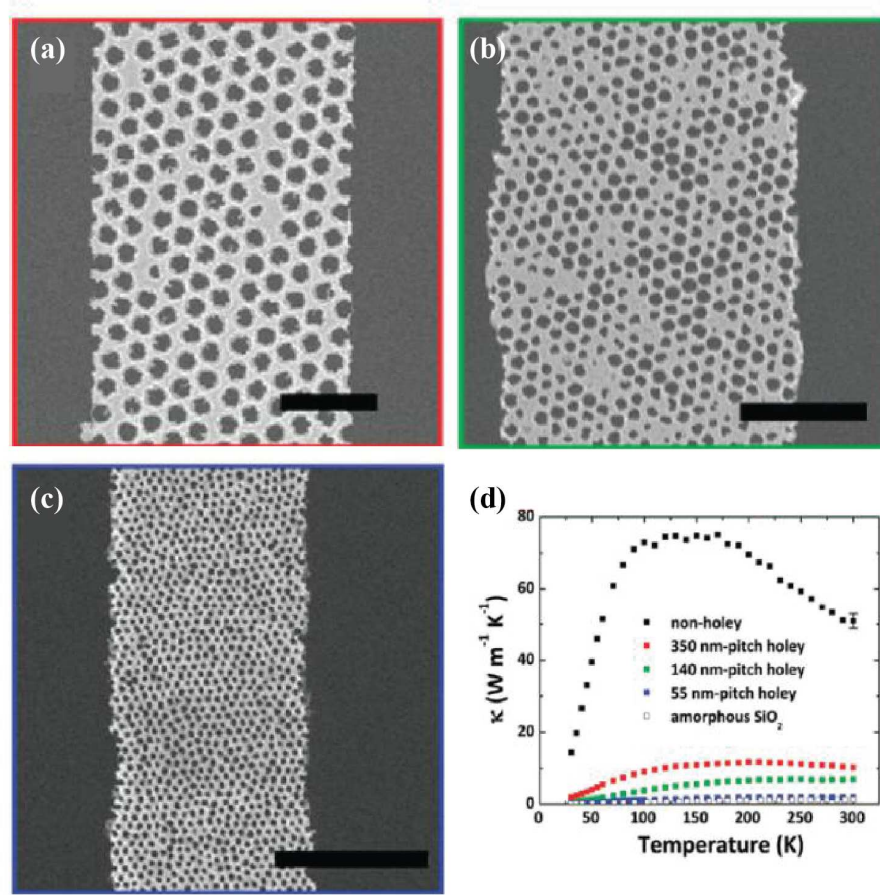 (a)
(b)
(c)
(d)
80
60
40
20
0
κ (W m⁻¹ K⁻¹)
non-holey
350 nm-pitch holey
140 nm-pitch holey
55 nm-pitch holey
amorphous SiO₂
0 50 100 150 200 250 300
Temperature (K)